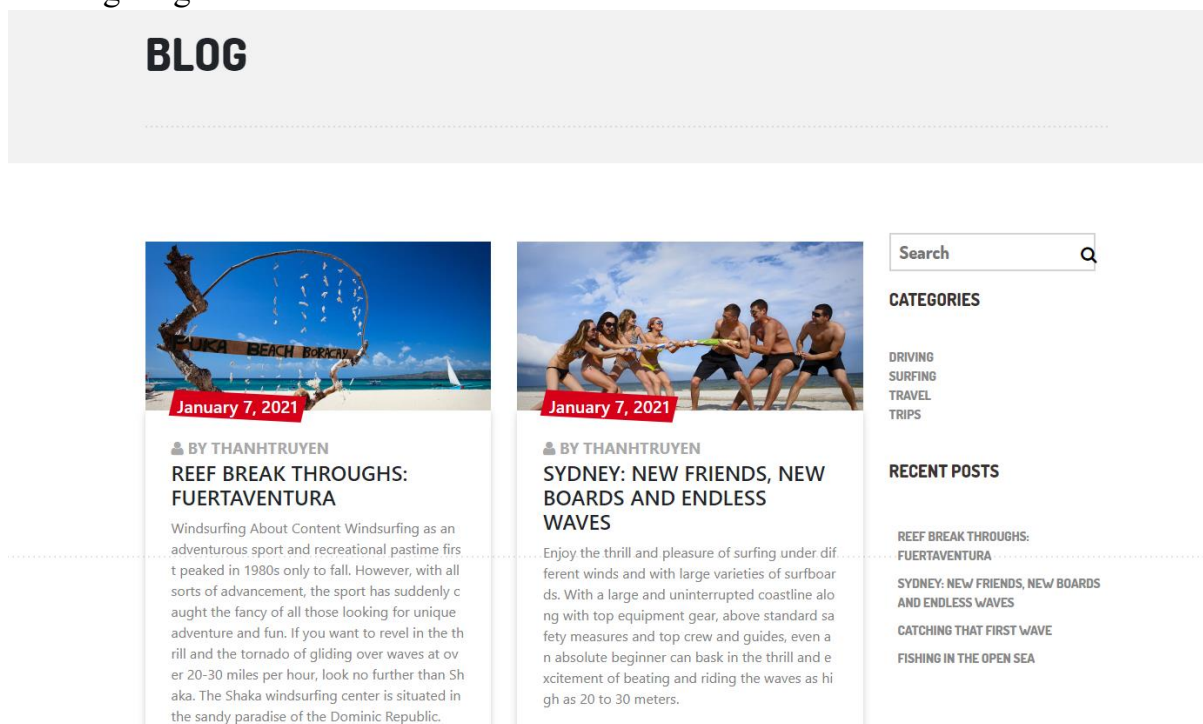 BLOG
PUKA BEACH BORACAY
January 7, 2021
BY THANHTRUYEN
REEF BREAK THROUGHS:
FUERTAVENTURA
Windsurfing About Content Windsurfing as an
adventurous sport and recreational pastime firs
t peaked in 1980s only to fall. However, with all
sorts of advancement, the sport has suddenly c
aught the fancy of all those looking for unique
adventure and fun. If you want to revel in the th
rill and the tornado of gliding over waves at ov
er 20-30 miles per hour, look no further than Sh
aka. The Shaka windsurfing center is situated in
the sandy paradise of the Dominic Republic.
January 7, 2021
BY THANHTRUYEN
SYDNEY: NEW FRIENDS, NEW
BOARDS AND ENDLESS
WAVES
Enjoy the thrill and pleasure of surfing under dif
ferent winds and with large varieties of surfboar
ds. With a large and uninterrupted coastline alo
ng with top equipment gear, above standard sa
fety measures and top crew and guides, even a
n absolute beginner can bask in the thrill and e
xcitement of beating and riding the waves as hi
gh as 20 to 30 meters.
Search
CATEGORIES
DRIVING
SURFING
TRAVEL
TRIPS
RECENT POSTS
REEF BREAK THROUGHS:
FUERTAVENTURA
SYDNEY: NEW FRIENDS, NEW BOARDS
AND ENDLESS WAVES
CATCHING THAT FIRST WAVE
FISHING IN THE OPEN SEA